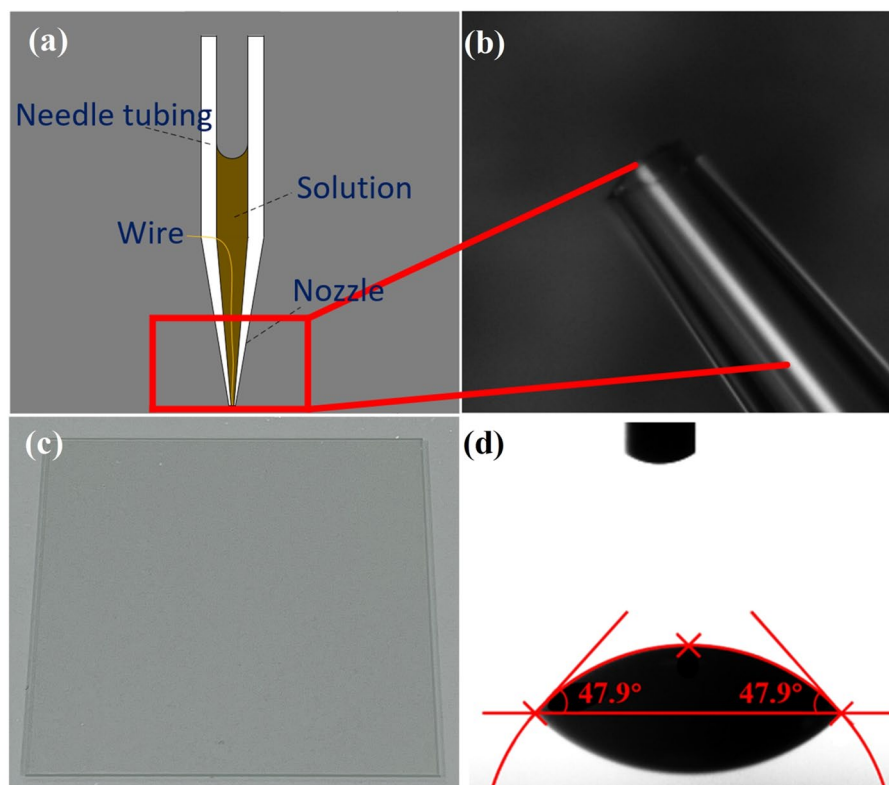 (a)
Needle tubing
Solution
Wire
Nozzle
(b)
(c)
(d)
47.9° 47.9°